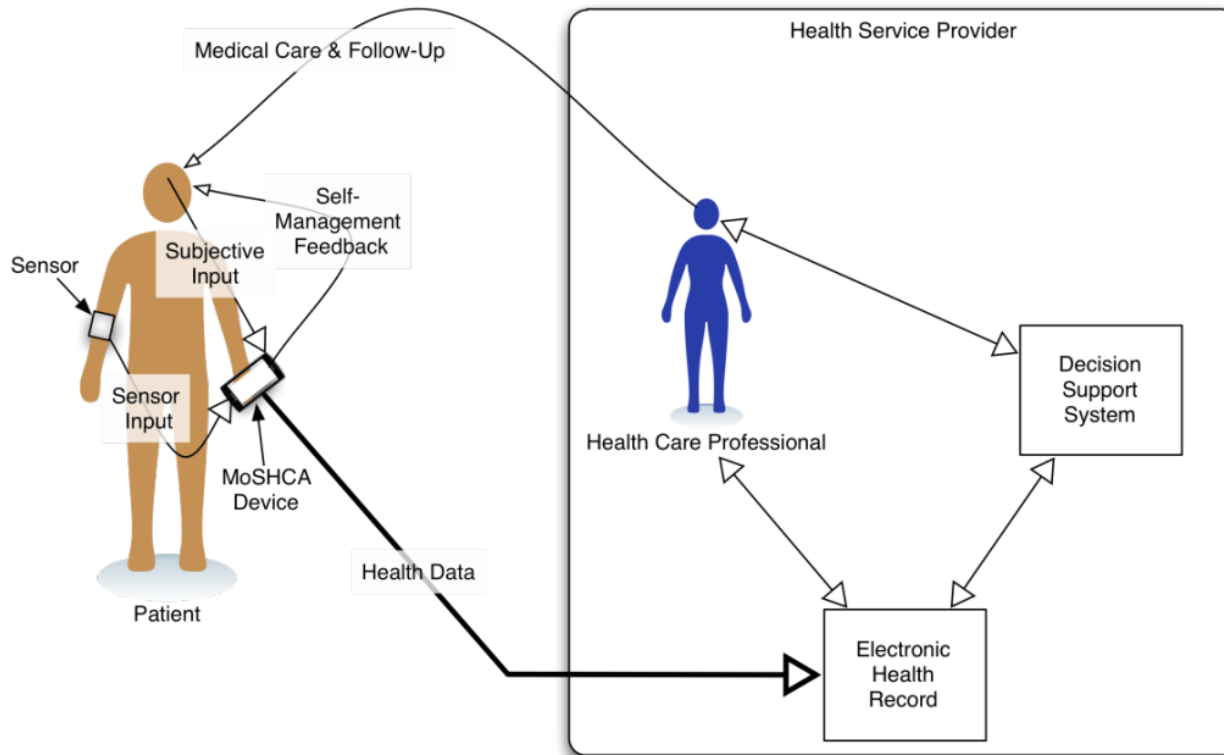 Health Service Provider
Medical Care & Follow-Up
Self-
Management
Feedback
Subjective
Input
Sensor
Sensor
Input
MoSHCA
Device
Patient
Health Data
Health Care Professional
Decision
Support
System
Electronic
Health
Record